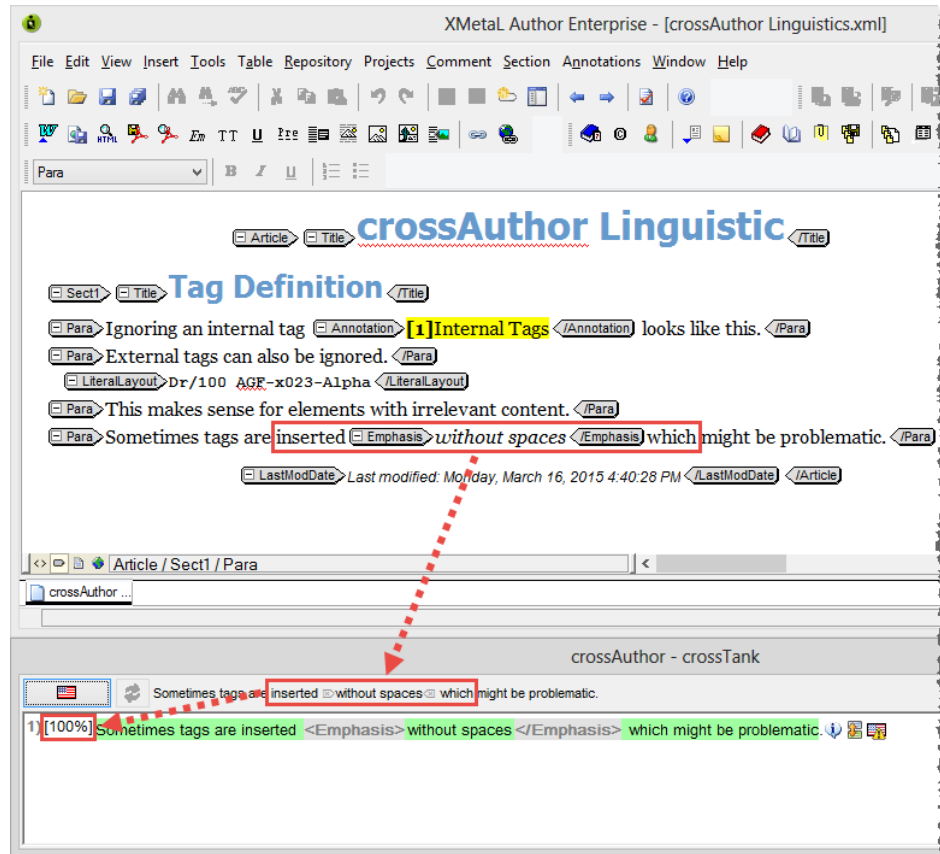 XMetaL Author Enterprise - [crossAuthor Linguistics.xml]
File Edit View Insert Tools Table Repository Projects Comment Section Annotations Window Help
Para B I U
Article Title crossAuthor Linguistic /Title
Sect1 Title Tag Definition /Title
Para Ignoring an internal tag Annotation [1]Internal Tags /Annotation looks like this. /Para
Para External tags can also be ignored. /Para
LiteralLayout Dr/100 AGF-x023-Alpha /LiteralLayout
Para This makes sense for elements with irrelevant content. /Para
Para Sometimes tags are inserted Emphasis without spaces /Emphasis which might be problematic. /Para
LastModDate Last modified: Monday, March 16, 2015 4:40:28 PM /LastModDate /Article
Article / Sect1 / Para
crossAuthor ...
crossAuthor - crossTank
Sometimes tags are inserted without spaces which might be problematic.
1) [100%] Sometimes tags are inserted <Emphasis> without spaces </Emphasis> which might be problematic.